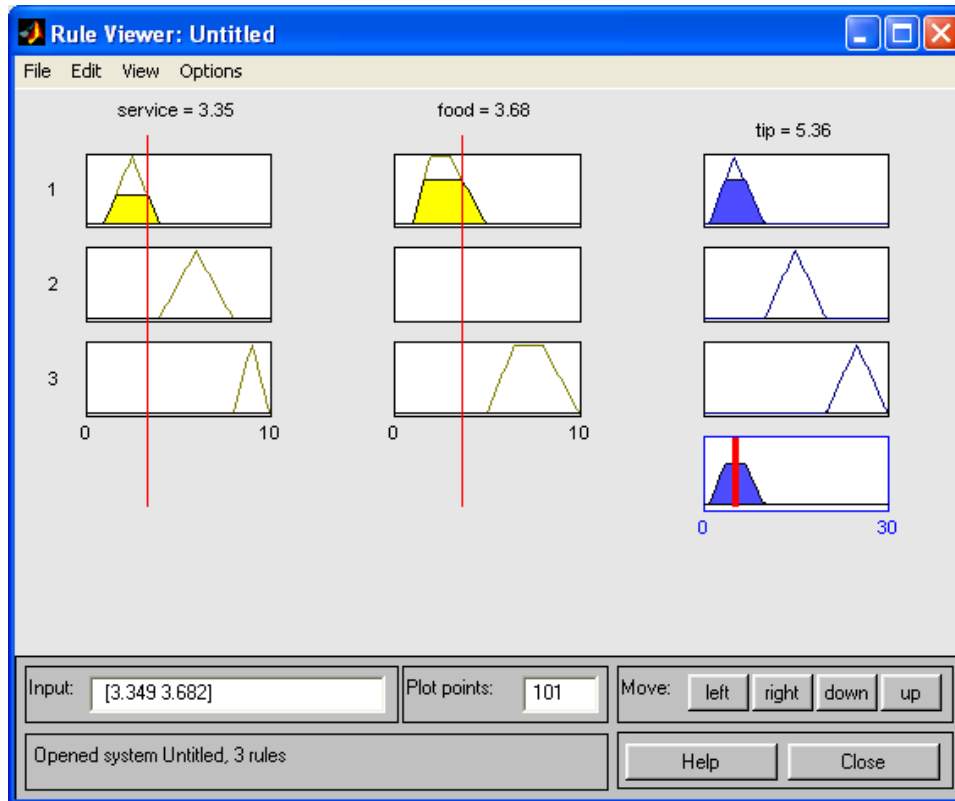 Rule Viewer: Untitled
File Edit View Options
service = 3.35
food = 3.68
tip = 5.36
1
2
3
0 10
0 10
0 30
Input: [3.349 3.682]
Plot points: 101
Move: left right down up
Opened system Untitled, 3 rules
Help Close